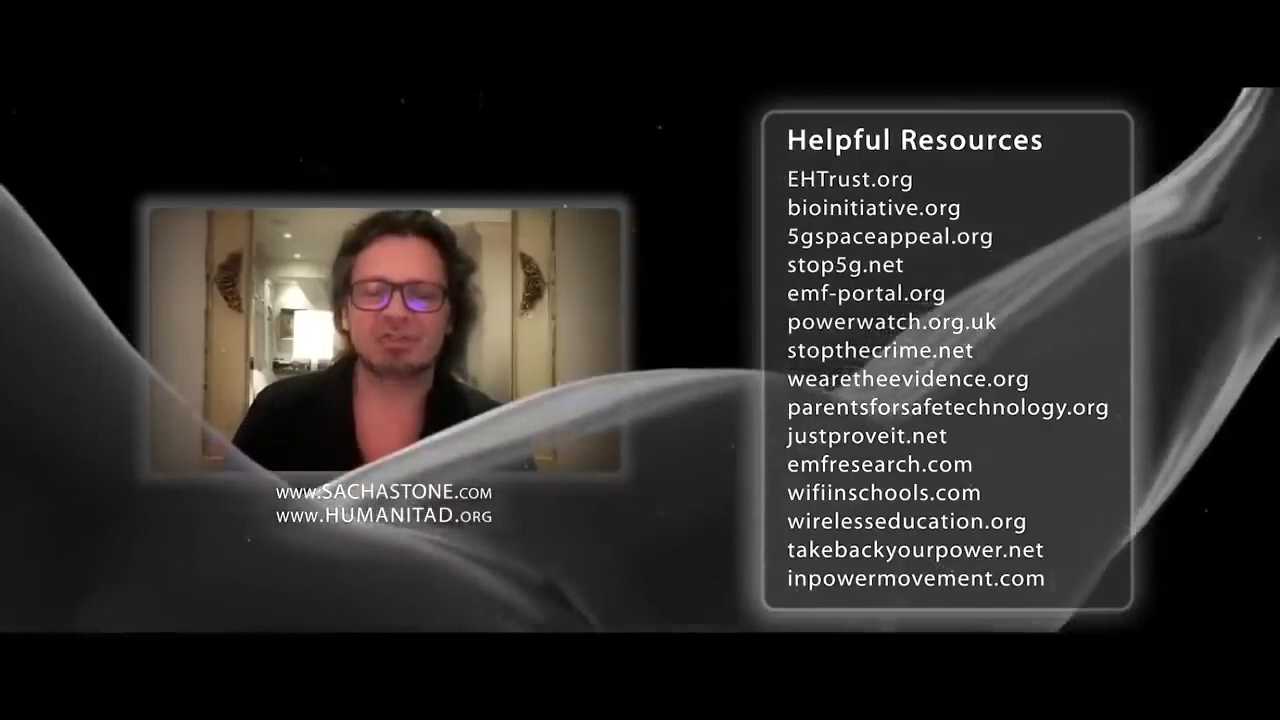 www.SACHASTONE.COM
www.HUMANITAD.ORG
Helpful Resources
EHTrust.org
bioinitiative.org
5gspaceappeal.org
stop5g.net
emf-portal.org
powerwatch.org.uk
stopthecrime.net
wearetheevidence.org
parentsforsafetechnology.org
justproveit.net
emfresearch.com
wifiinschools.com
wirelesseducation.org
takebackyourpower.net
inpowermovement.com